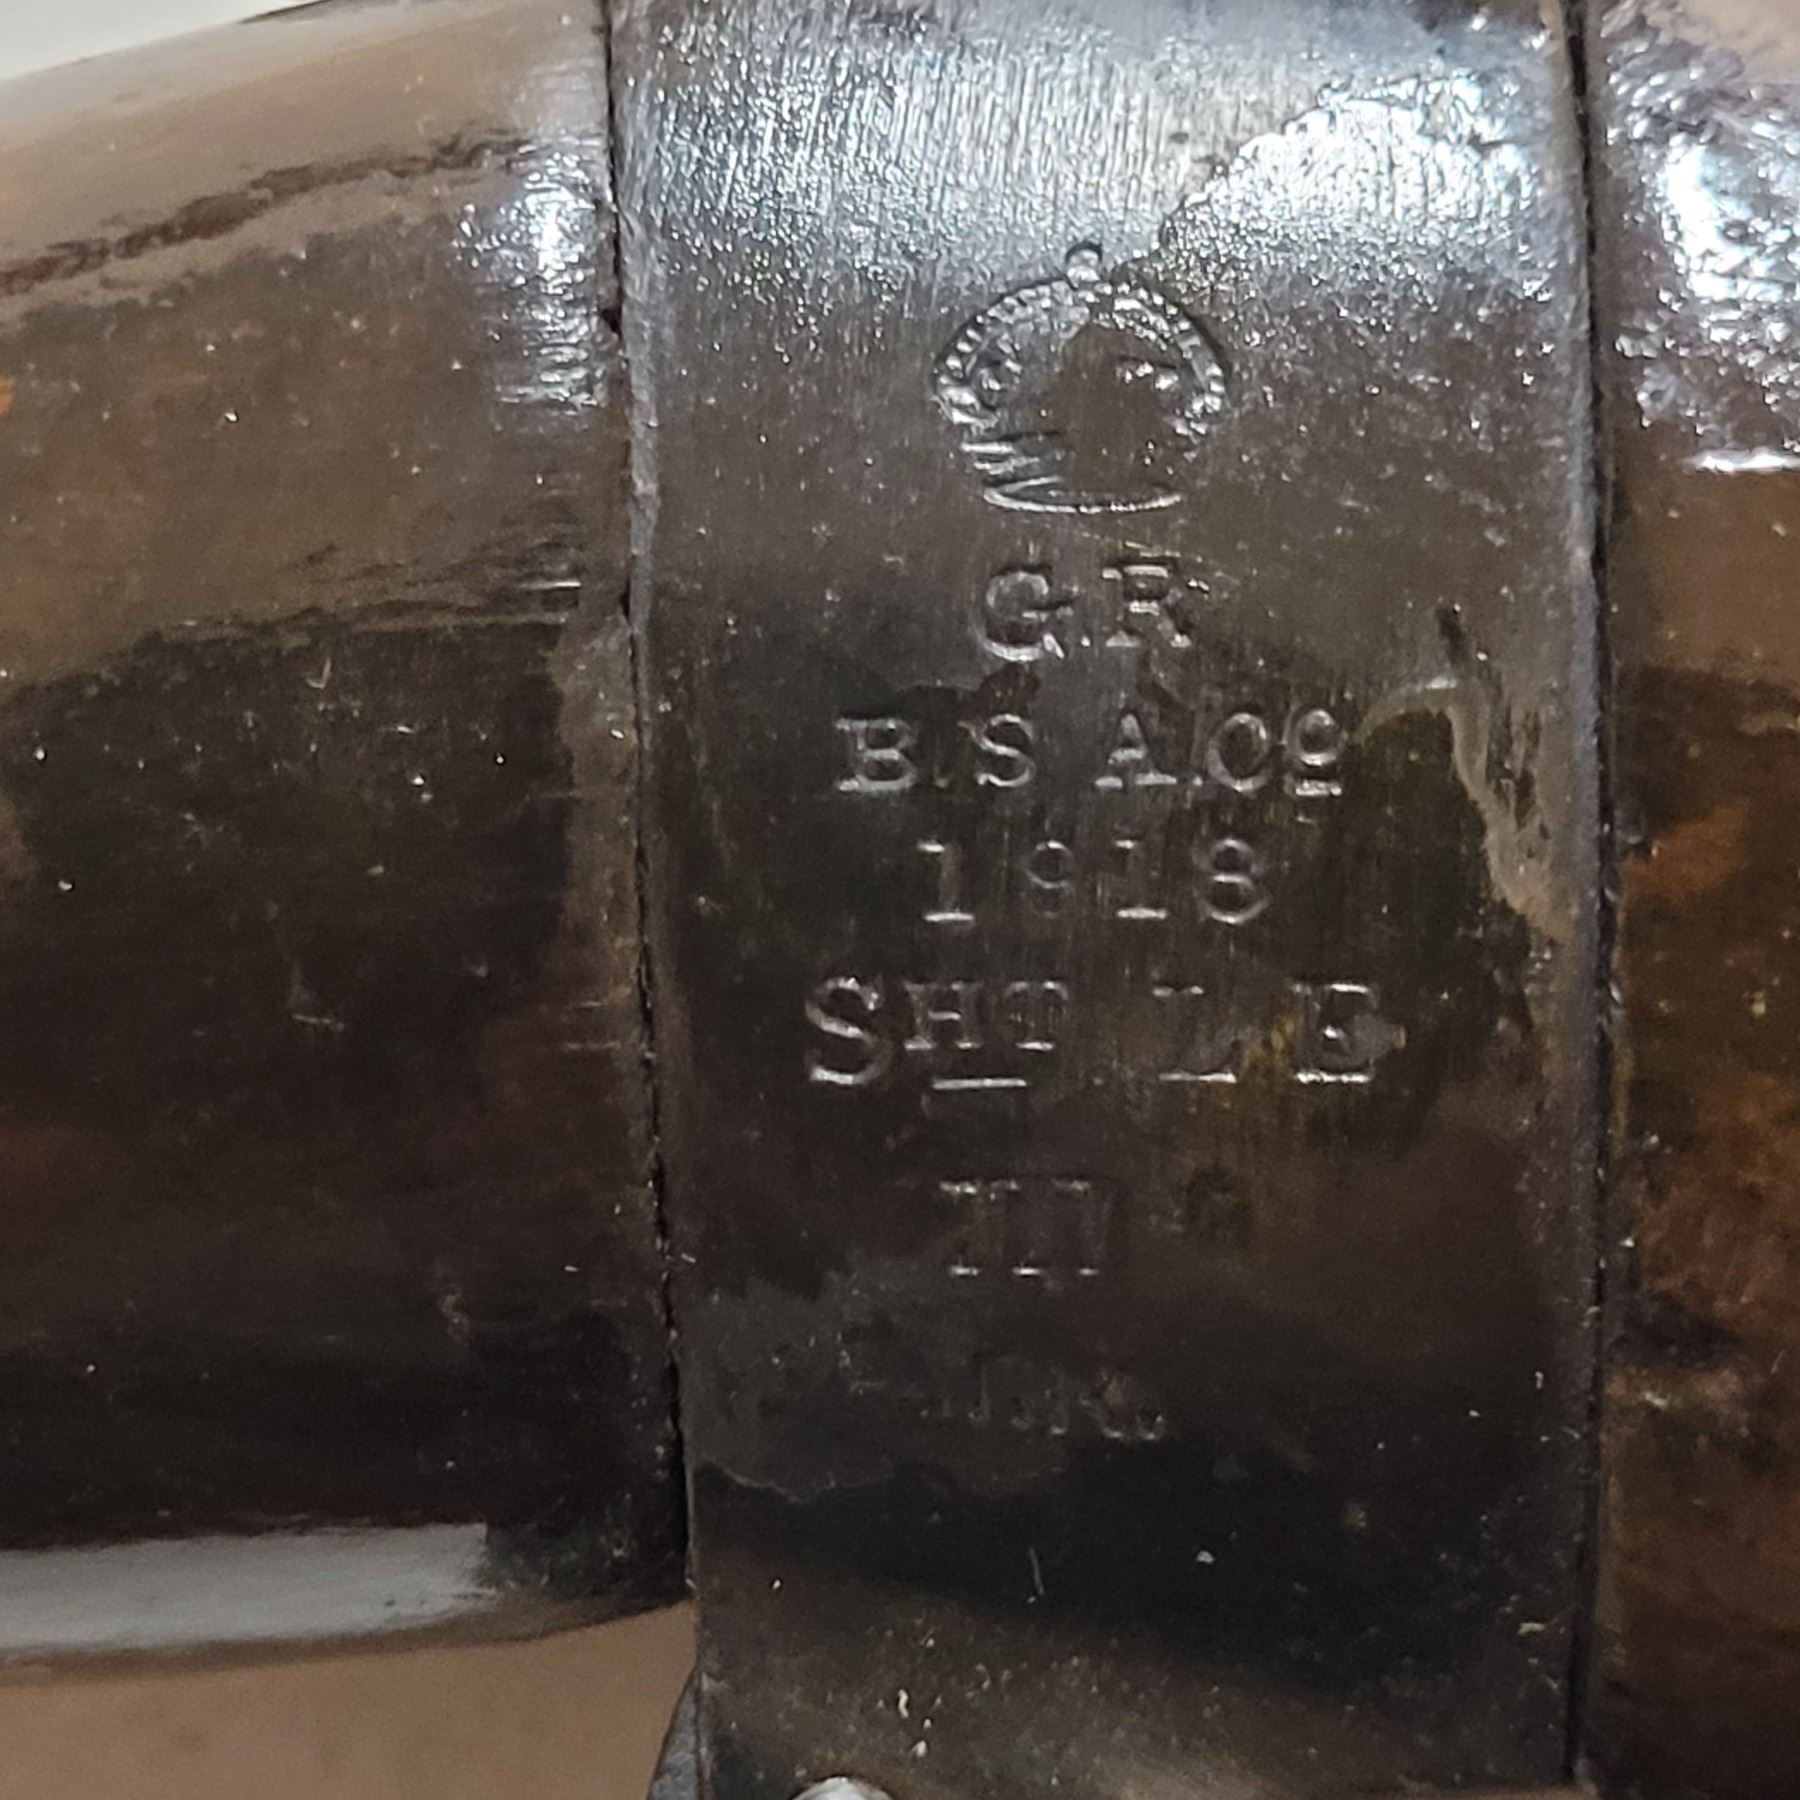 G.R.
B.S.A.Cº
1918
SHT L E
III